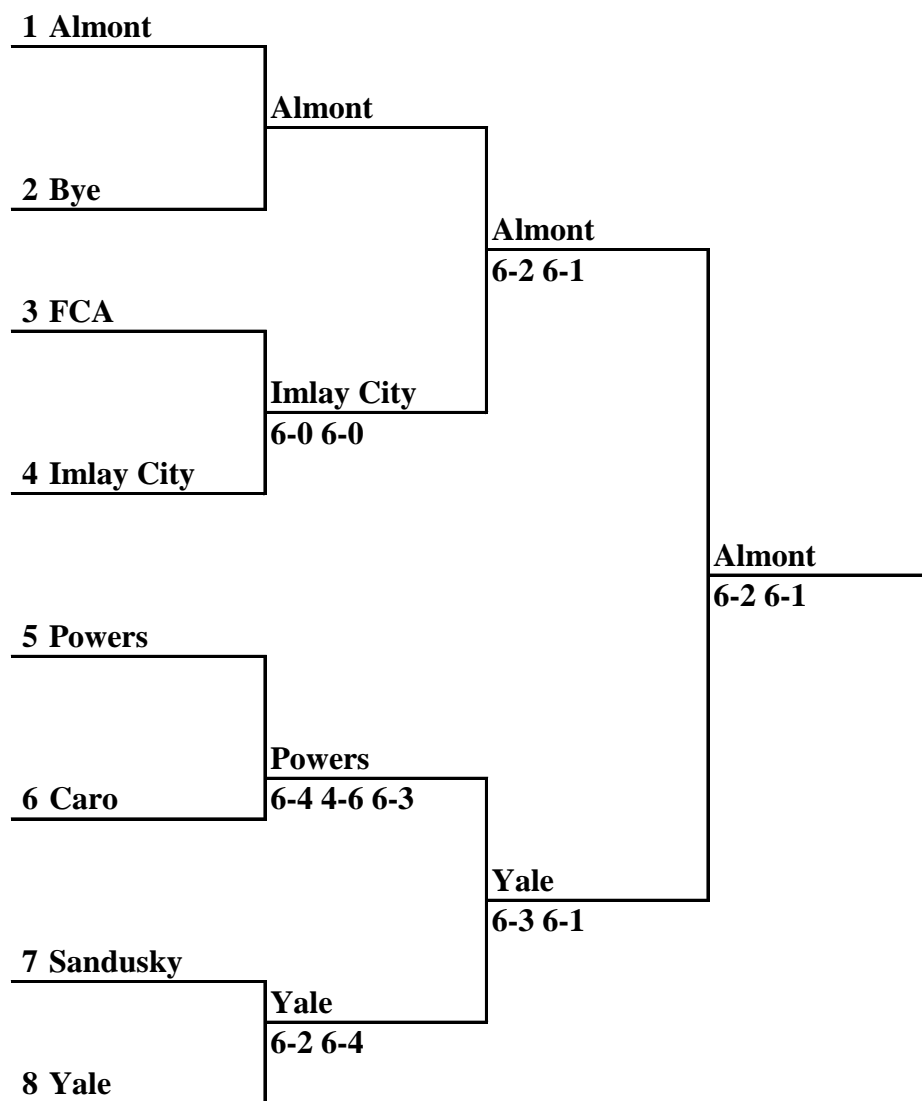 1 Almont
Almont
2 Bye
Almont
6-2 6-1
3 FCA
Imlay City
6-0 6-0
4 Imlay City
Almont
6-2 6-1
5 Powers
Powers
6-4 4-6 6-3
6 Caro
Yale
6-3 6-1
7 Sandusky
Yale
6-2 6-4
8 Yale